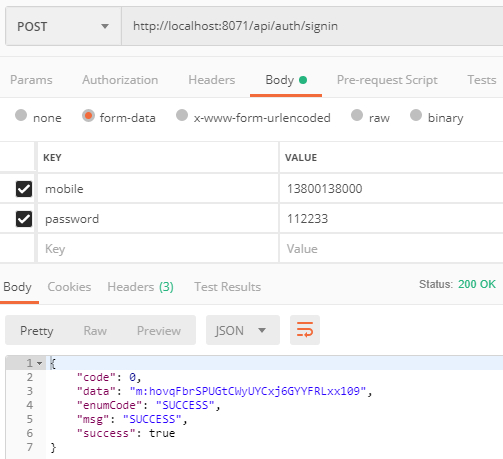 POST http://localhost:8071/api/auth/signin
Params Authorization Headers Body Pre-request Script Tests
none form-data x-www-form-urlencoded raw binary
KEY VALUE
mobile 13800138000
password 112233
Key Value
Body Cookies Headers (3) Test Results Status: 200 OK
Pretty Raw Preview JSON
1 {
2 "code": 0,
3 "data": "m:hovqFbrSPUGtCWyUYCxj6GYYFRLxx109",
4 "enumCode": "SUCCESS",
5 "msg": "SUCCESS",
6 "success": true
7 }